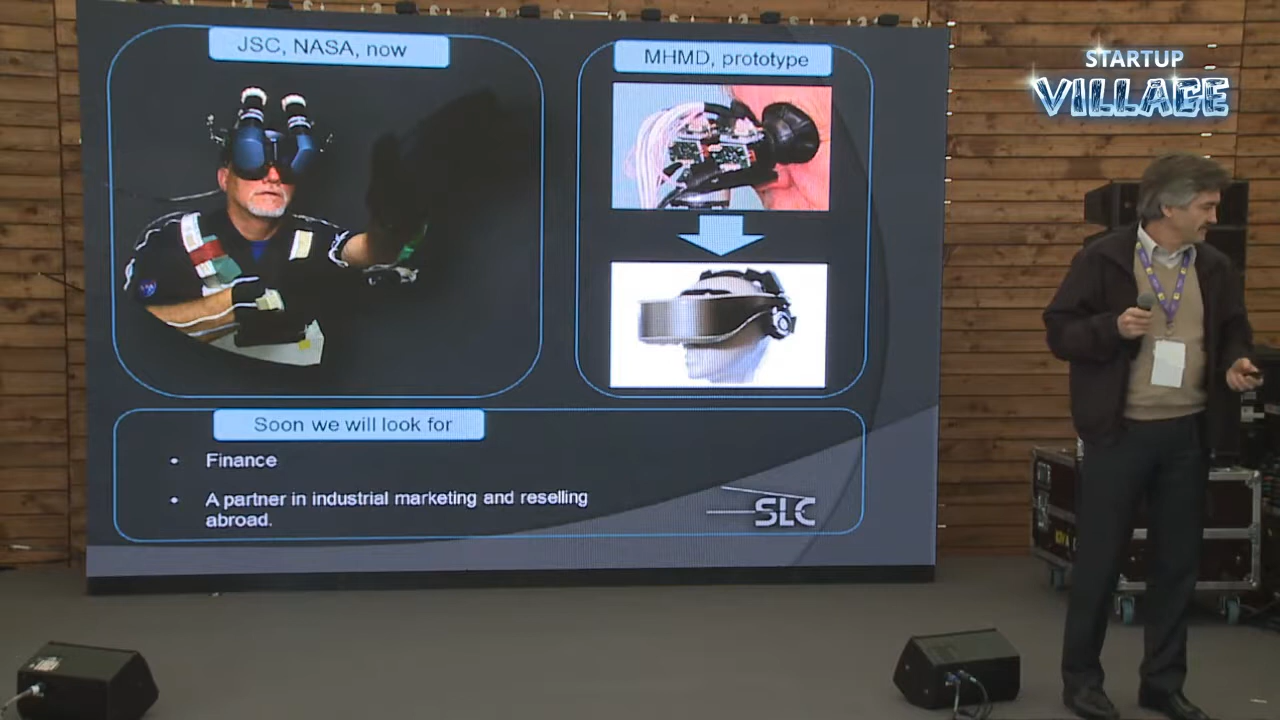 JSC, NASA, now
MHMD, prototype
STARTUP
VILLAGE
Soon we will look for
• Finance
• A partner in industrial marketing and reselling
abroad.
SLC